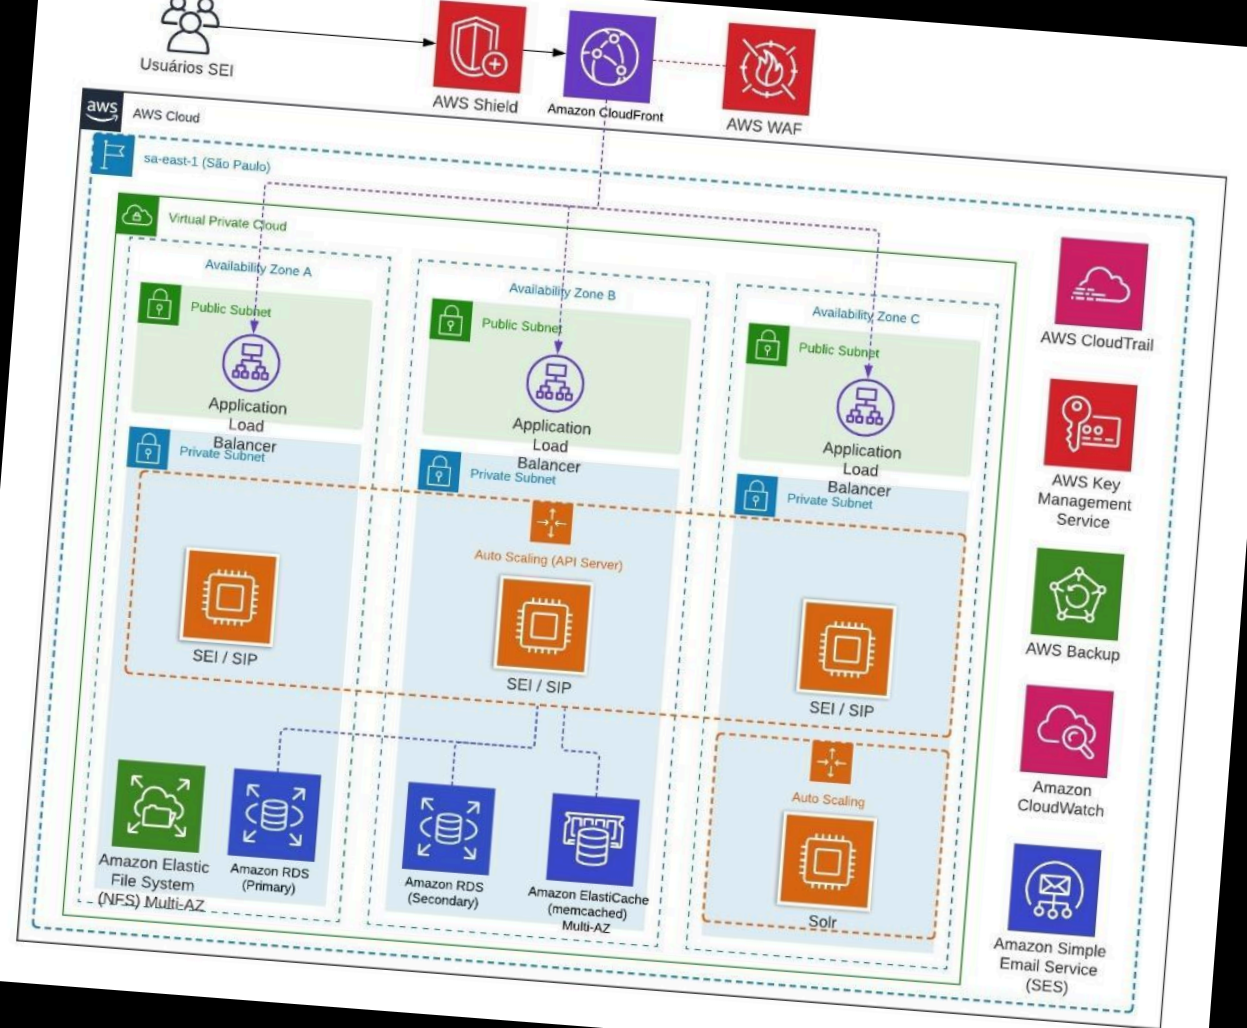 Usuários SEI
AWS Shield
Amazon CloudFront
AWS WAF
aws
AWS Cloud
sa-east-1 (São Paulo)
Virtual Private Cloud
Availability Zone A
Availability Zone B
Availability Zone C
Public Subnet
Public Subnet
Public Subnet
Application
Load
Balancer
Application
Load
Balancer
Application
Load
Balancer
Private Subnet
Private Subnet
Private Subnet
Auto Scaling (API Server)
SEI / SIP
SEI / SIP
SEI / SIP
Auto Scaling
Solr
Amazon Elastic
File System
(NFS) Multi-AZ
Amazon RDS
(Primary)
Amazon RDS
(Secondary)
Amazon ElastiCache
(memcached)
Multi-AZ
AWS CloudTrail
AWS Key
Management
Service
AWS Backup
Amazon
CloudWatch
Amazon Simple
Email Service
(SES)